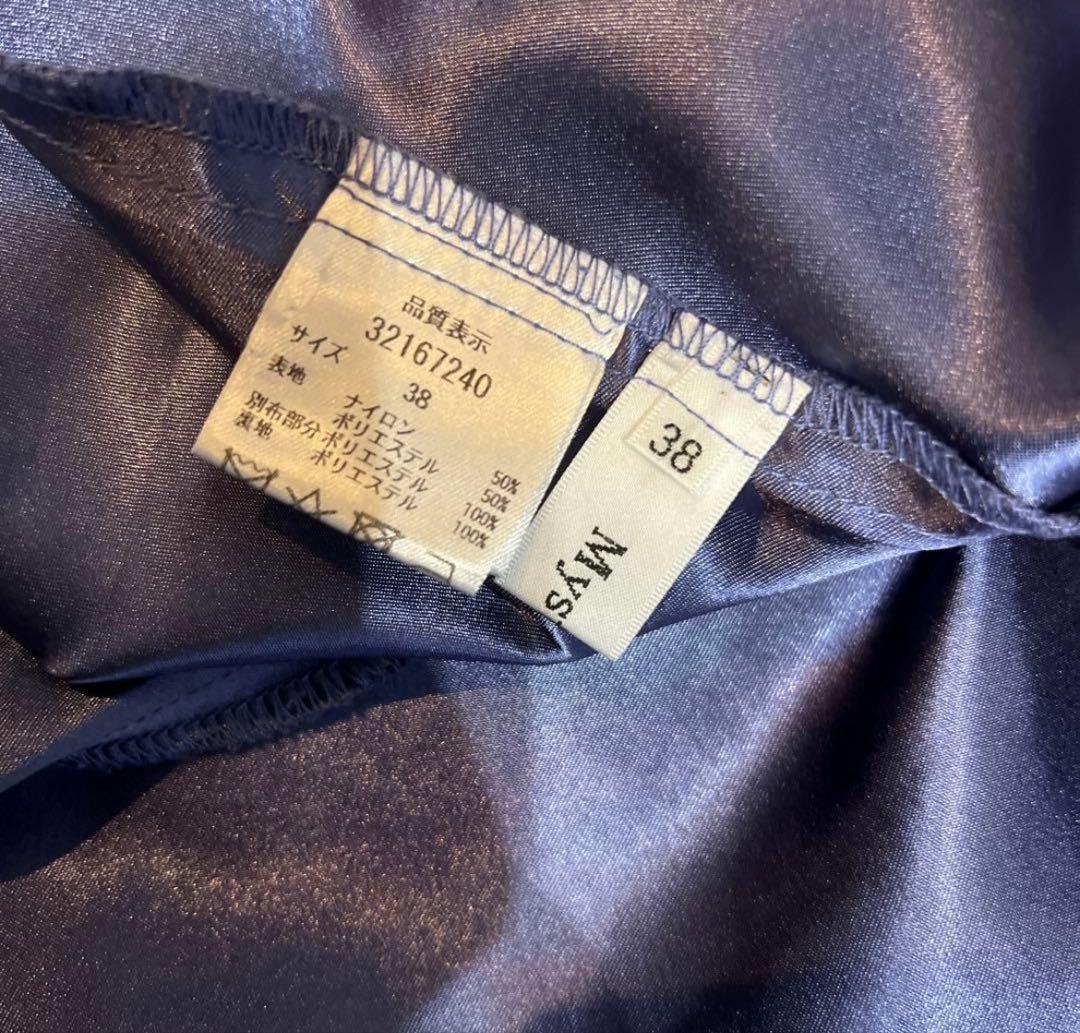 品質表示
32167240
サイズ 38
表地 ナイロン 50%
ポリエステル 50%
別布部分 ポリエステル 100%
裏地 ポリエステル 100%
38
Mys